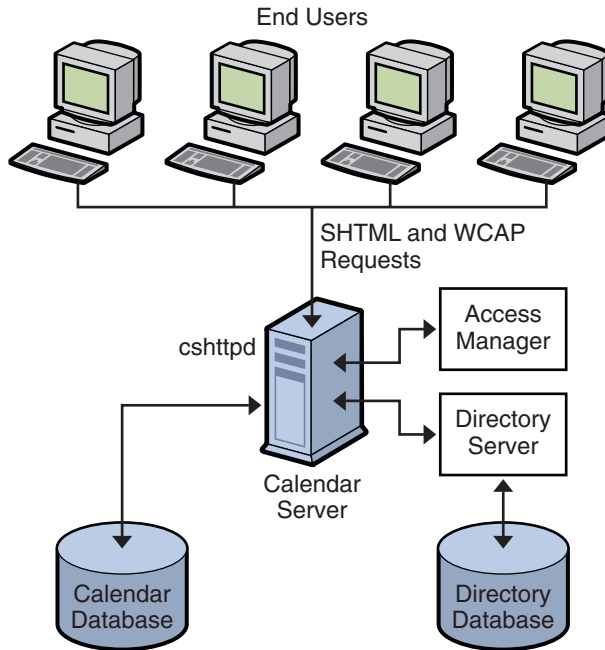 End Users
SHTML and WCAP
Requests
cshttpd
Access
Manager
Directory
Server
Calendar
Server
Calendar
Database
Directory
Database